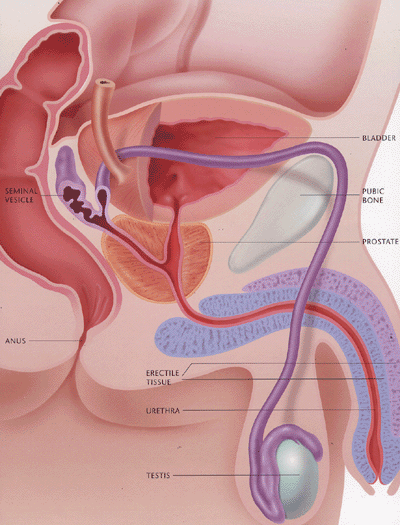 BLADDER
SEMINAL
VESICLE
PUBIC
BONE
PROSTATE
ANUS
ERECTILE
TISSUE
URETHRA
TESTIS